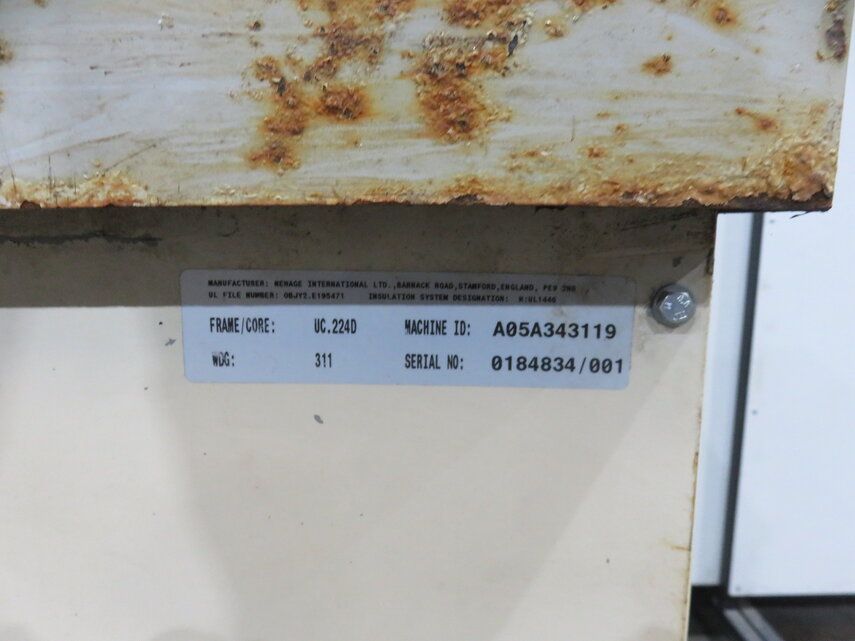 MANUFACTURER: NEWAGE INTERNATIONAL LTD.,BARNACK ROAD,STAMFORD,ENGLAND, PE9 2NB
UL FILE NUMBER: OBJY2.E195471 INSULATION SYSTEM DESIGNATION: H:UL1446
FRAME/CORE: UC.224D MACHINE ID: A05A343119
WDG: 311 SERIAL NO: 0184834/001